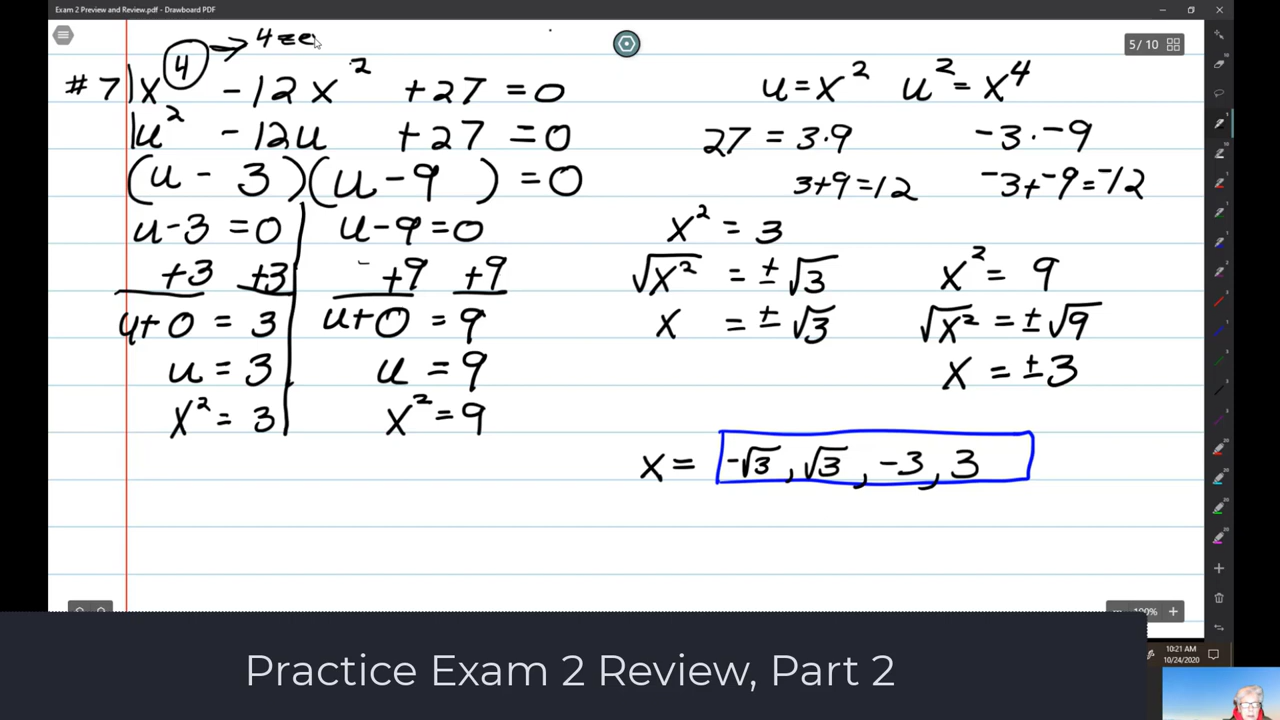 Exam 2 Preview and Review.pdf - Drawboard PDF
5/10
④ → 4 ze
#7 x⁴ - 12x² + 27 = 0
u² - 12u + 27 = 0
(u - 3)(u - 9) = 0
u - 3 = 0 u - 9 = 0
+3 +3 - +9 +9
u + 0 = 3 u + 0 = 9
u = 3 u = 9
x² = 3 x² = 9
u = x² u² = x⁴
27 = 3·9 -3·-9
3+9=12 -3+-9=-12
x² = 3
√x² = ±√3
x = ±√3
x² = 9
√x² = ±√9
x = ±3
x = -√3, √3, -3, 3
100%
Practice Exam 2 Review, Part 2
10:21 AM
10/24/2020